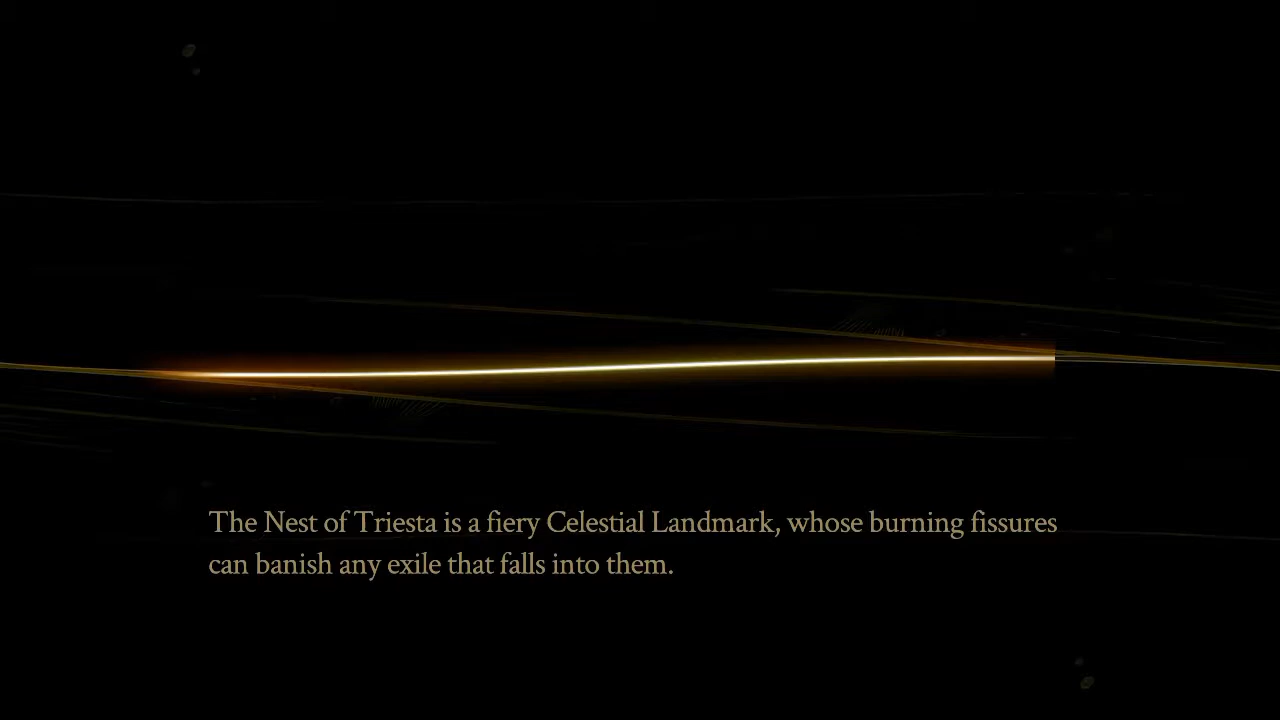 The Nest of Triesta is a fiery Celestial Landmark, whose burning fissures
can banish any exile that falls into them.